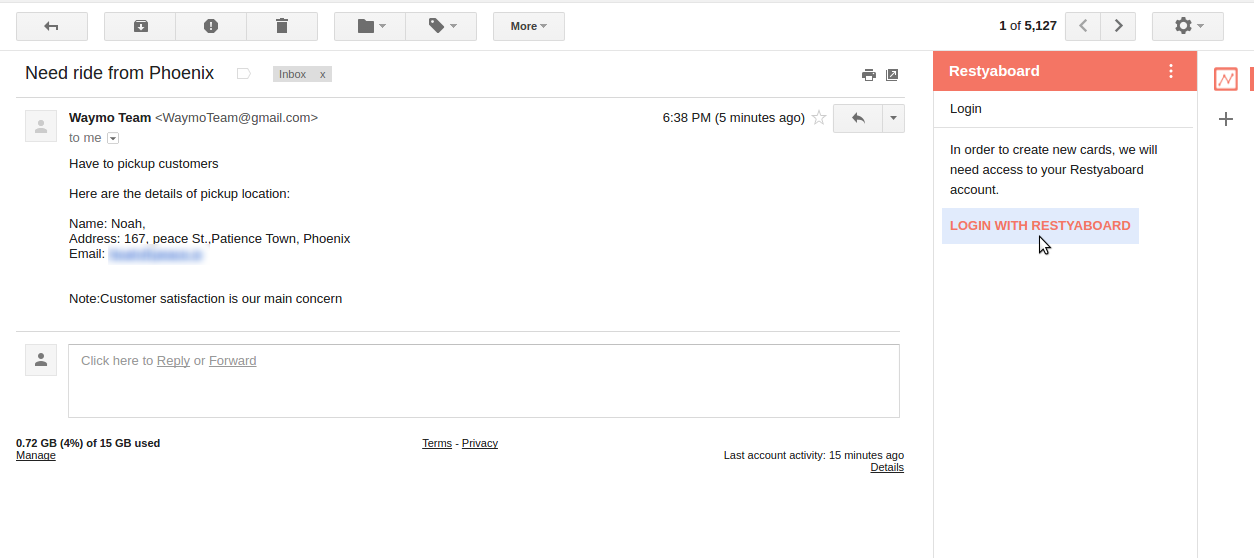 More
1 of 5,127
Need ride from Phoenix
Inbox x
Waymo Team <WaymoTeam@gmail.com>
6:38 PM (5 minutes ago)
to me
Have to pickup customers
Here are the details of pickup location:
Name: Noah,
Address: 167, peace St.,Patience Town, Phoenix
Email:
Note:Customer satisfaction is our main concern
Click here to Reply or Forward
0.72 GB (4%) of 15 GB used
Manage
Terms - Privacy
Last account activity: 15 minutes ago
Details
Restyaboard
Login
In order to create new cards, we will
need access to your Restyaboard
account.
LOGIN WITH RESTYABOARD